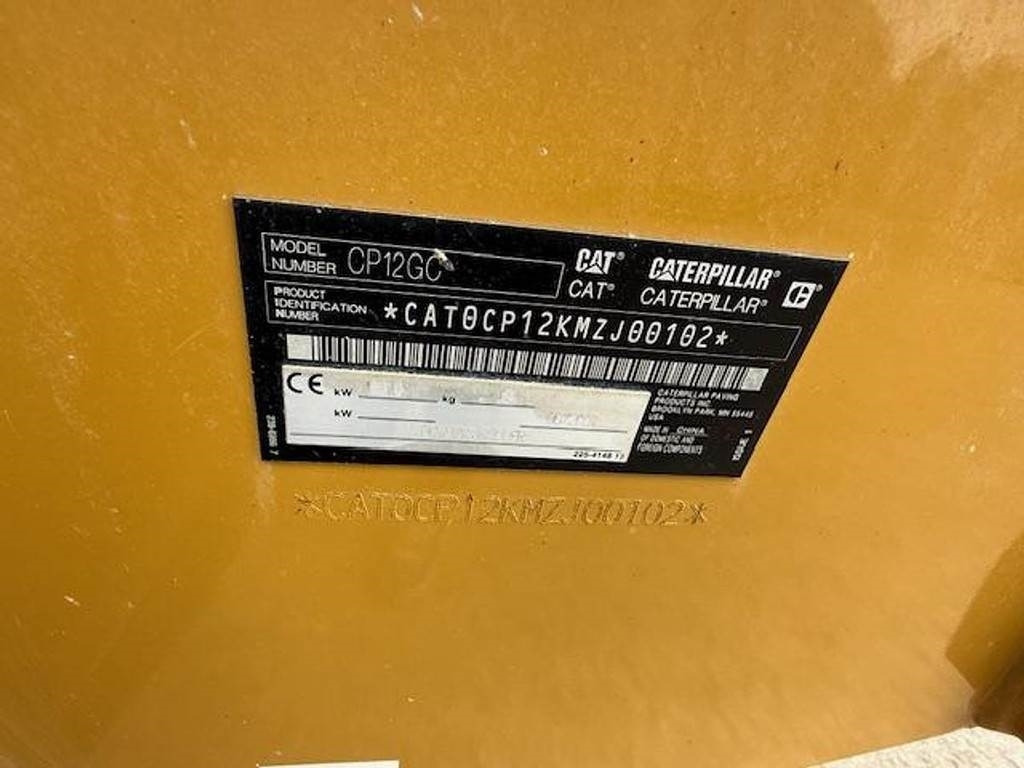 MODEL NUMBER CP12GC
CAT® CATERPILLAR®
CAT® CATERPILLAR®
PRODUCT IDENTIFICATION NUMBER *CAT0CP12KMZJ00102*
CE kW kg
kW
CATERPILLAR PAVING
PRODUCTS INC.
BROOKLYN PARK, MN 55445
USA
MADE IN CHINA
OF DOMESTIC AND
FOREIGN COMPONENTS
225-4148 13
*CAT0CP12KMZJ00102*